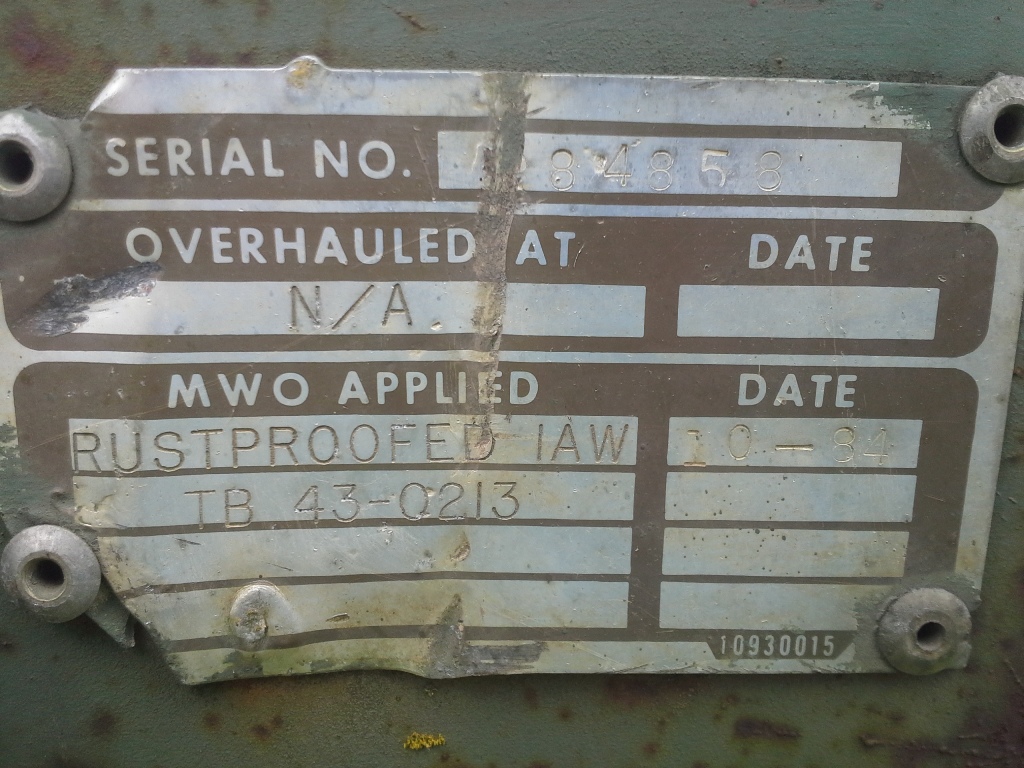 SERIAL NO. 84858
OVERHAULED AT DATE
N/A
MWO APPLIED DATE
RUSTPROOFED IAW 10-84
TB 43-0213
10930015